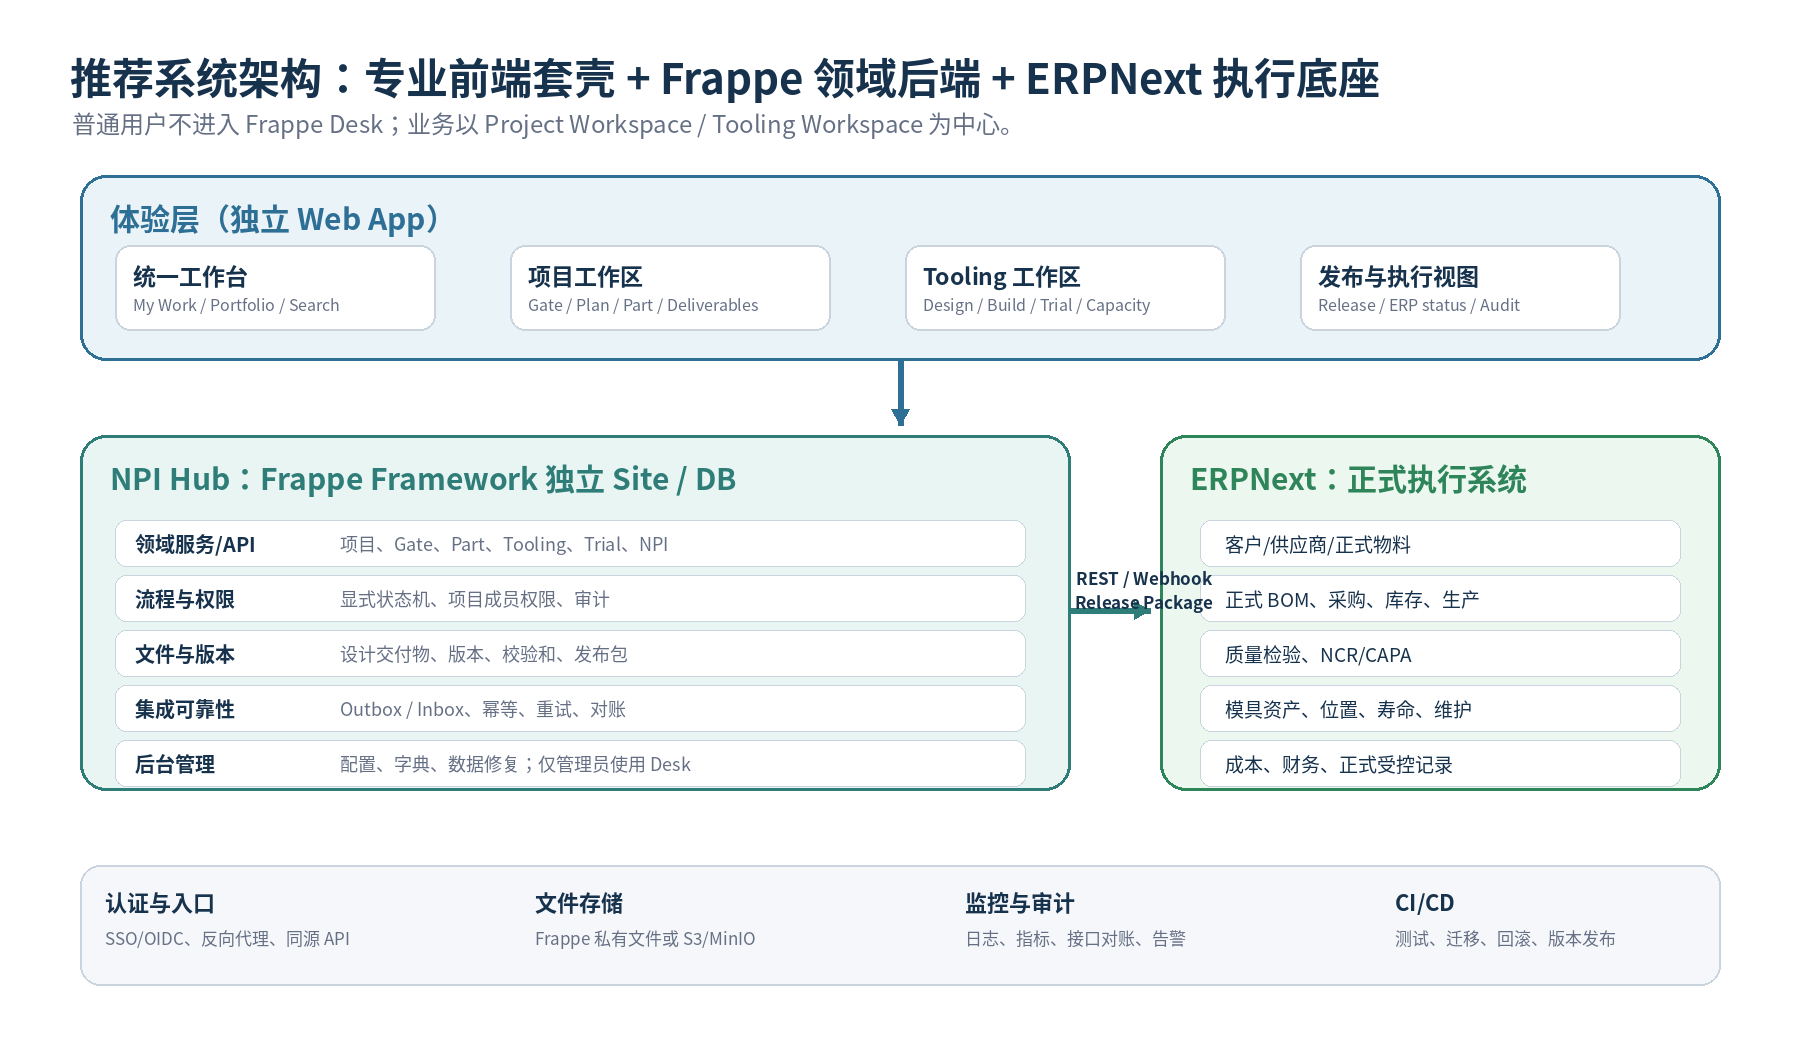 推荐系统架构：专业前端套壳 + Frappe 领域后端 + ERPNext 执行底座
普通用户不进入 Frappe Desk；业务以 Project Workspace / Tooling Workspace 为中心。
体验层（独立 Web App）
统一工作台
My Work / Portfolio / Search
项目工作区
Gate / Plan / Part / Deliverables
Tooling 工作区
Design / Build / Trial / Capacity
发布与执行视图
Release / ERP status / Audit
NPI Hub：Frappe Framework 独立 Site / DB
领域服务/API
项目、Gate、Part、Tooling、Trial、NPI
流程与权限
显式状态机、项目成员权限、审计
文件与版本
设计交付物、版本、校验和、发布包
集成可靠性
Outbox / Inbox、幂等、重试、对账
后台管理
配置、字典、数据修复；仅管理员使用 Desk
REST / Webhook
Release Package
ERPNext：正式执行系统
客户/供应商/正式物料
正式 BOM、采购、库存、生产
质量检验、NCR/CAPA
模具资产、位置、寿命、维护
成本、财务、正式受控记录
认证与入口
SSO/OIDC、反向代理、同源 API
文件存储
Frappe 私有文件或 S3/MinIO
监控与审计
日志、指标、接口对账、告警
CI/CD
测试、迁移、回滚、版本发布